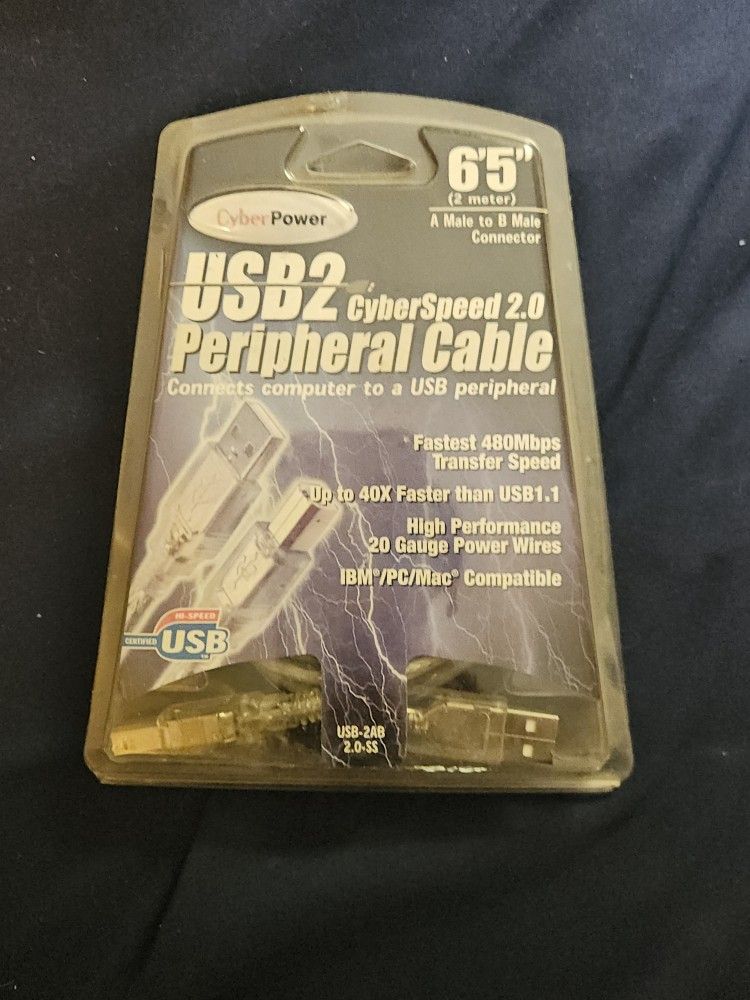 6'5"
(2 meter)
A Male to B Male
Connector
CyberPower
USB2 CyberSpeed 2.0
Peripheral Cable
Connects computer to a USB peripheral
Fastest 480Mbps
Transfer Speed
Up to 40X Faster than USB1.1
High Performance
20 Gauge Power Wires
IBM®/PC/Mac® Compatible
HI-SPEED
CERTIFIED USB™
USB-2AB
2.0-SS